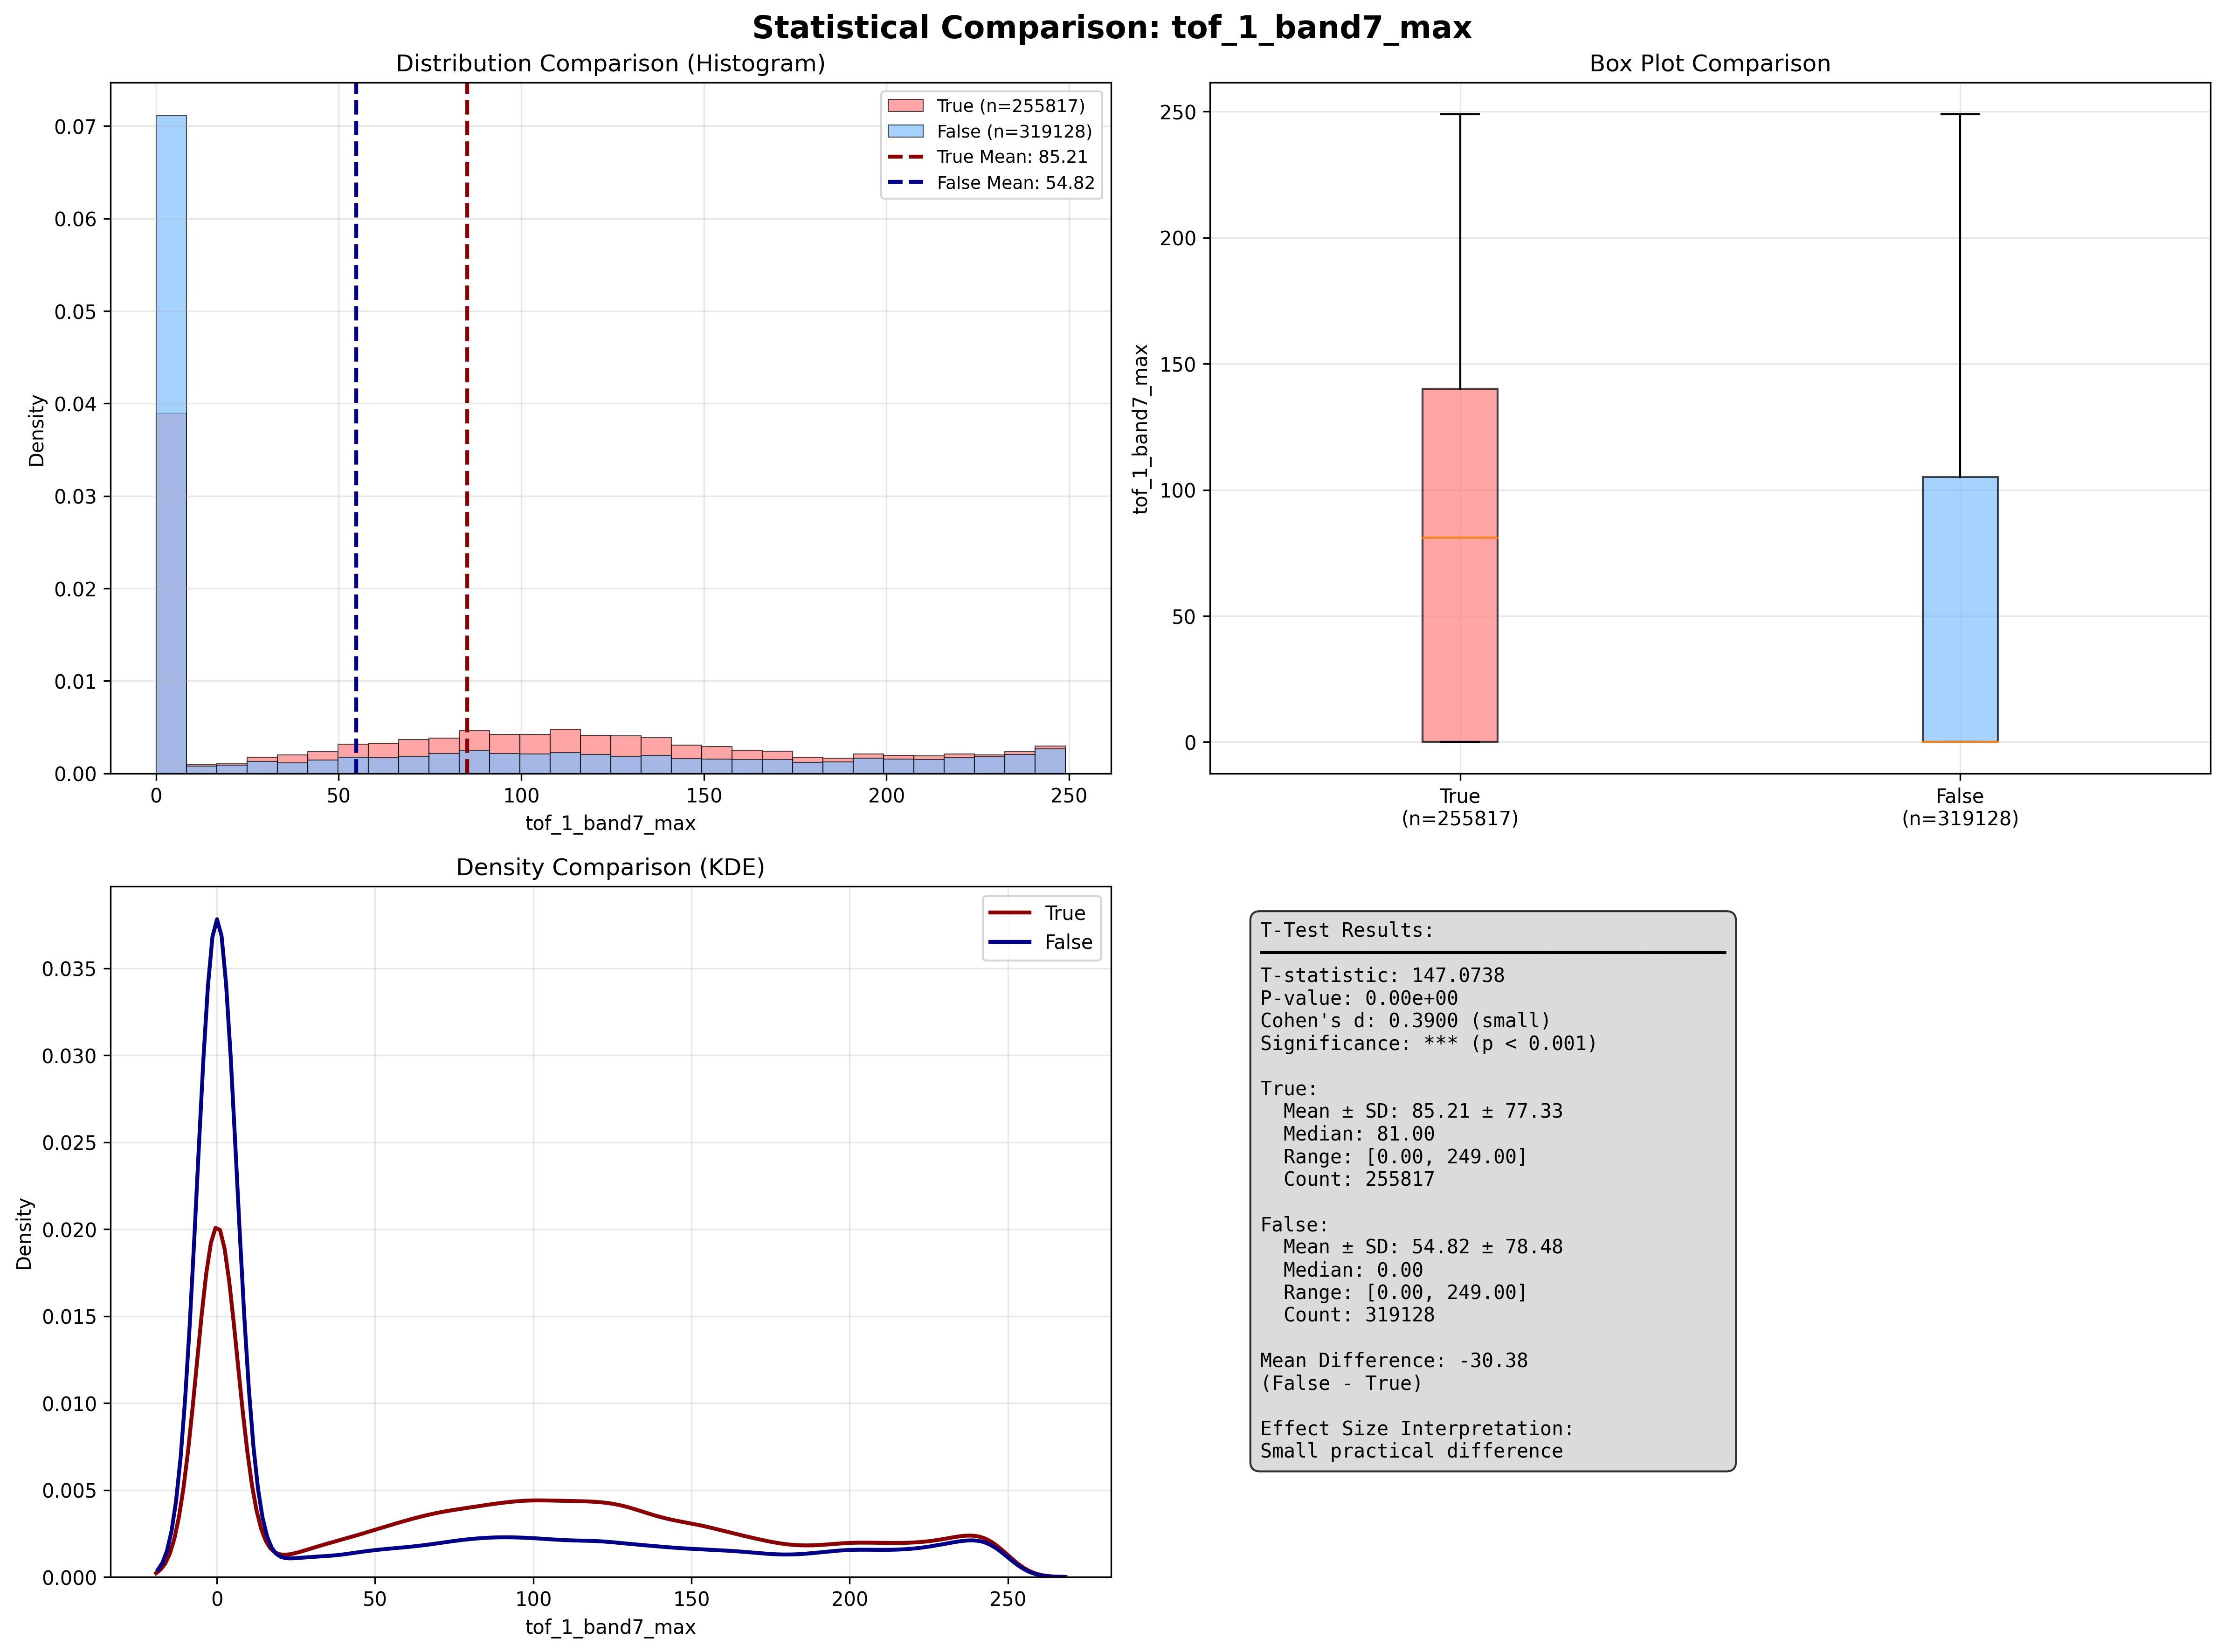 Statistical Comparison: tof_1_band7_max
Distribution Comparison (Histogram)
Density
0.07
0.06
0.05
0.04
0.03
0.02
0.01
0.00
0
50
100
150
200
250
tof_1_band7_max
True (n=255817)
False (n=319128)
True Mean: 85.21
False Mean: 54.82
Box Plot Comparison
tof_1_band7_max
250
200
150
100
50
0
True
(n=255817)
False
(n=319128)
Density Comparison (KDE)
Density
0.035
0.030
0.025
0.020
0.015
0.010
0.005
0.000
0
50
100
150
200
250
tof_1_band7_max
True
False
T-Test Results:
T-statistic: 147.0738
P-value: 0.00e+00
Cohen's d: 0.3900 (small)
Significance: *** (p < 0.001)
True:
Mean ± SD: 85.21 ± 77.33
Median: 81.00
Range: [0.00, 249.00]
Count: 255817
False:
Mean ± SD: 54.82 ± 78.48
Median: 0.00
Range: [0.00, 249.00]
Count: 319128
Mean Difference: -30.38
(False - True)
Effect Size Interpretation:
Small practical difference